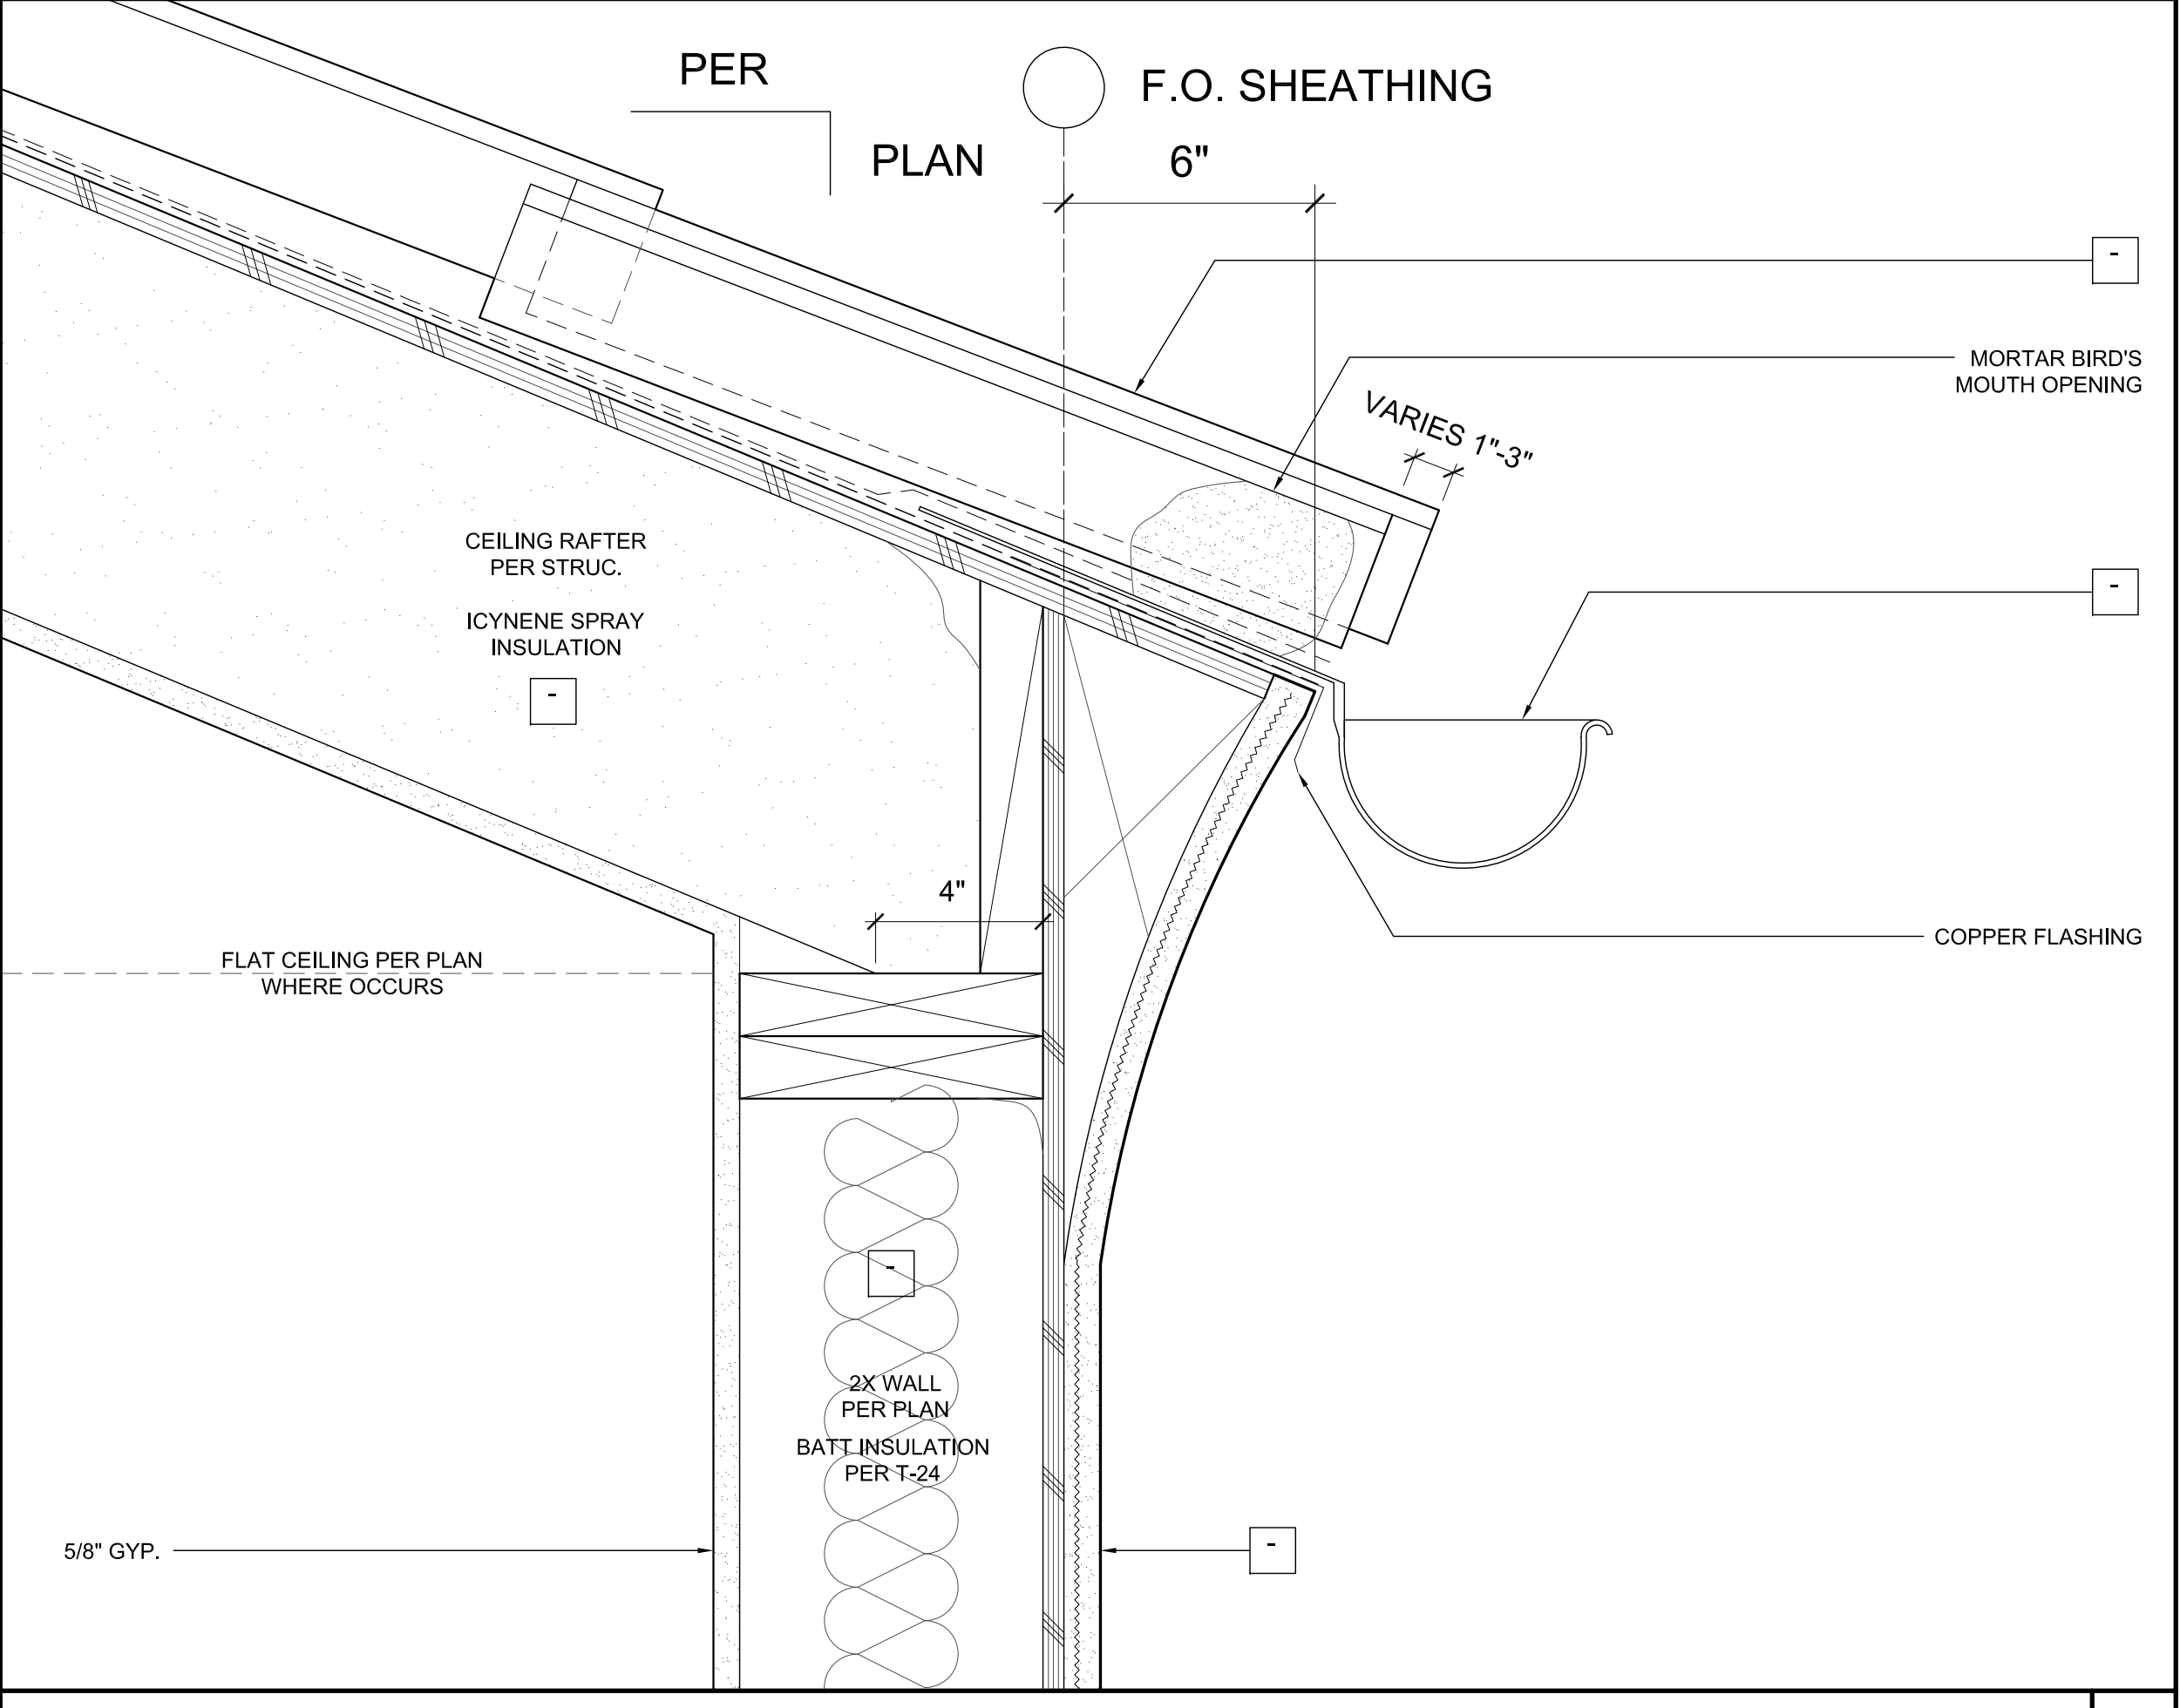 PER
F.O. SHEATHING
PLAN
6"
-
MORTAR BIRD'S
MOUTH OPENING
VARIES 1"-3"
CEILING RAFTER
PER STRUC.
ICYNENE SPRAY
INSULATION
-
-
4"
COPPER FLASHING
FLAT CEILING PER PLAN
WHERE OCCURS
-
2X WALL
PER PLAN
BATT INSULATION
PER T-24
5/8" GYP.
-